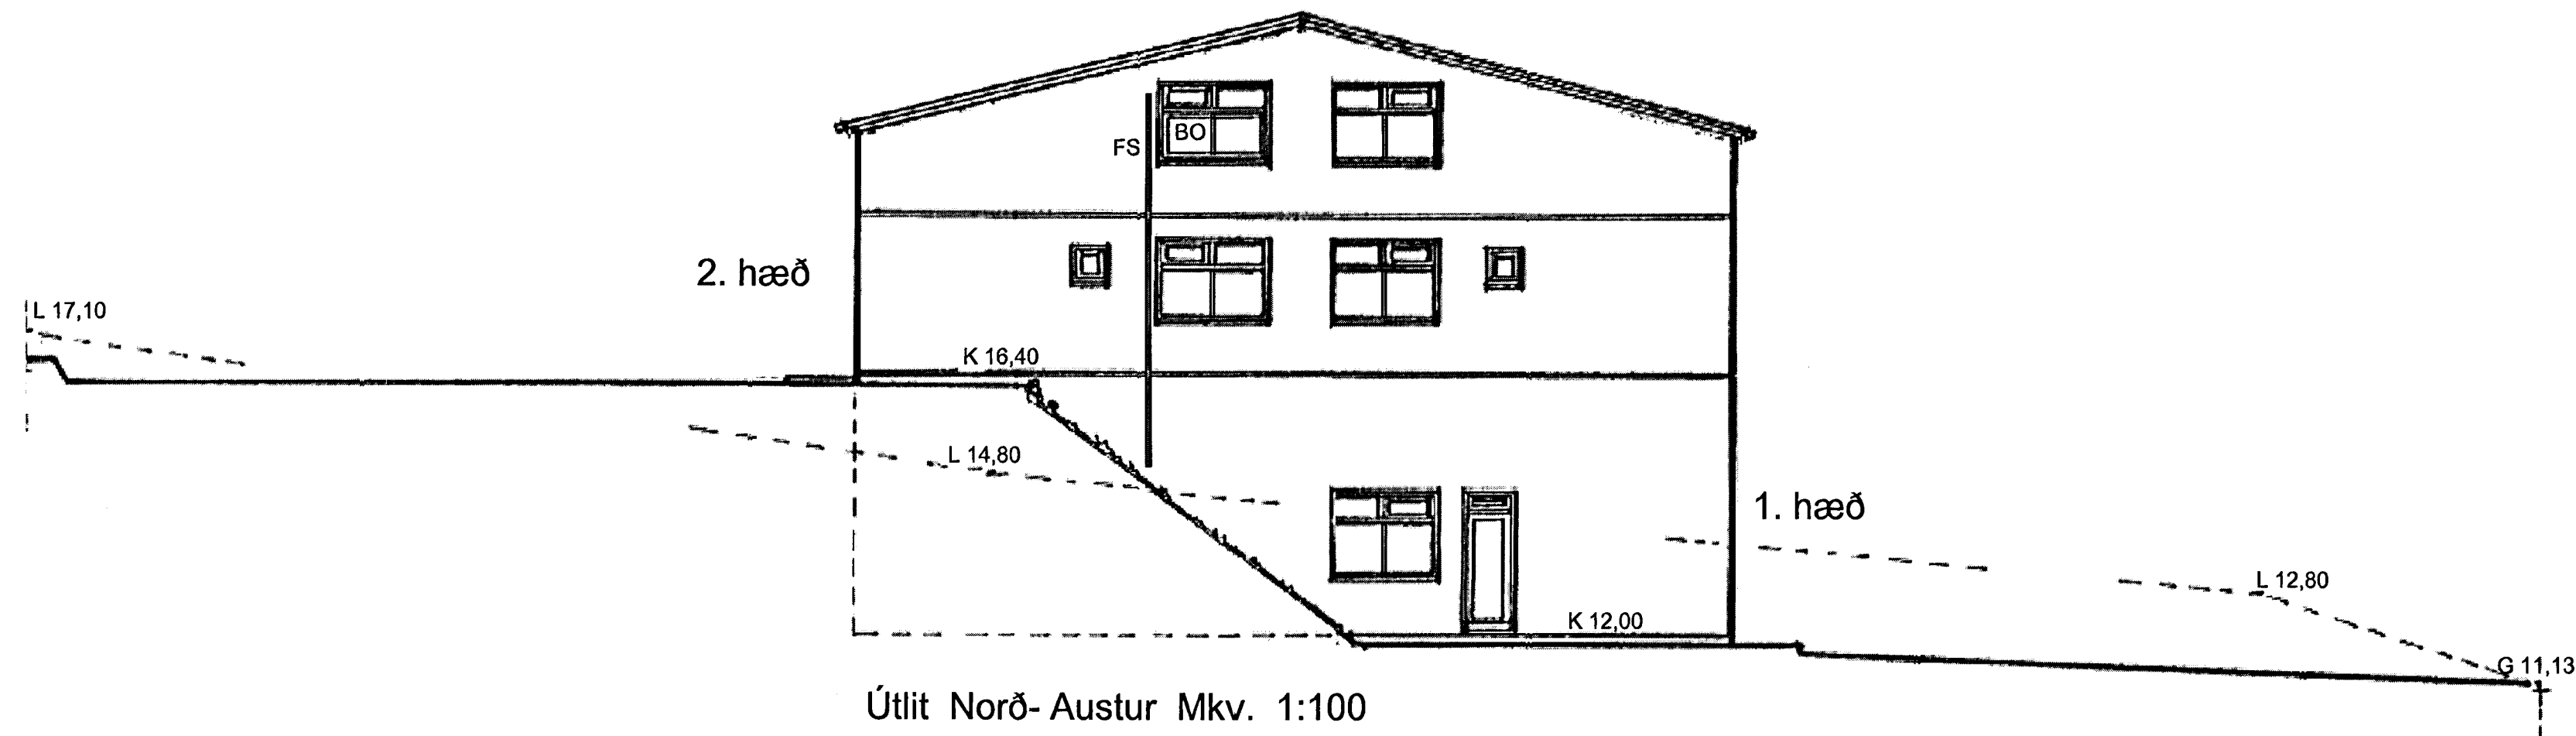 BO
FS
2. hæð
L 17,10
K 16,40
L 14,80
1. hæð
L 12,80
K 12,00
G 11,13
Útlit Norð- Austur Mkv. 1:100